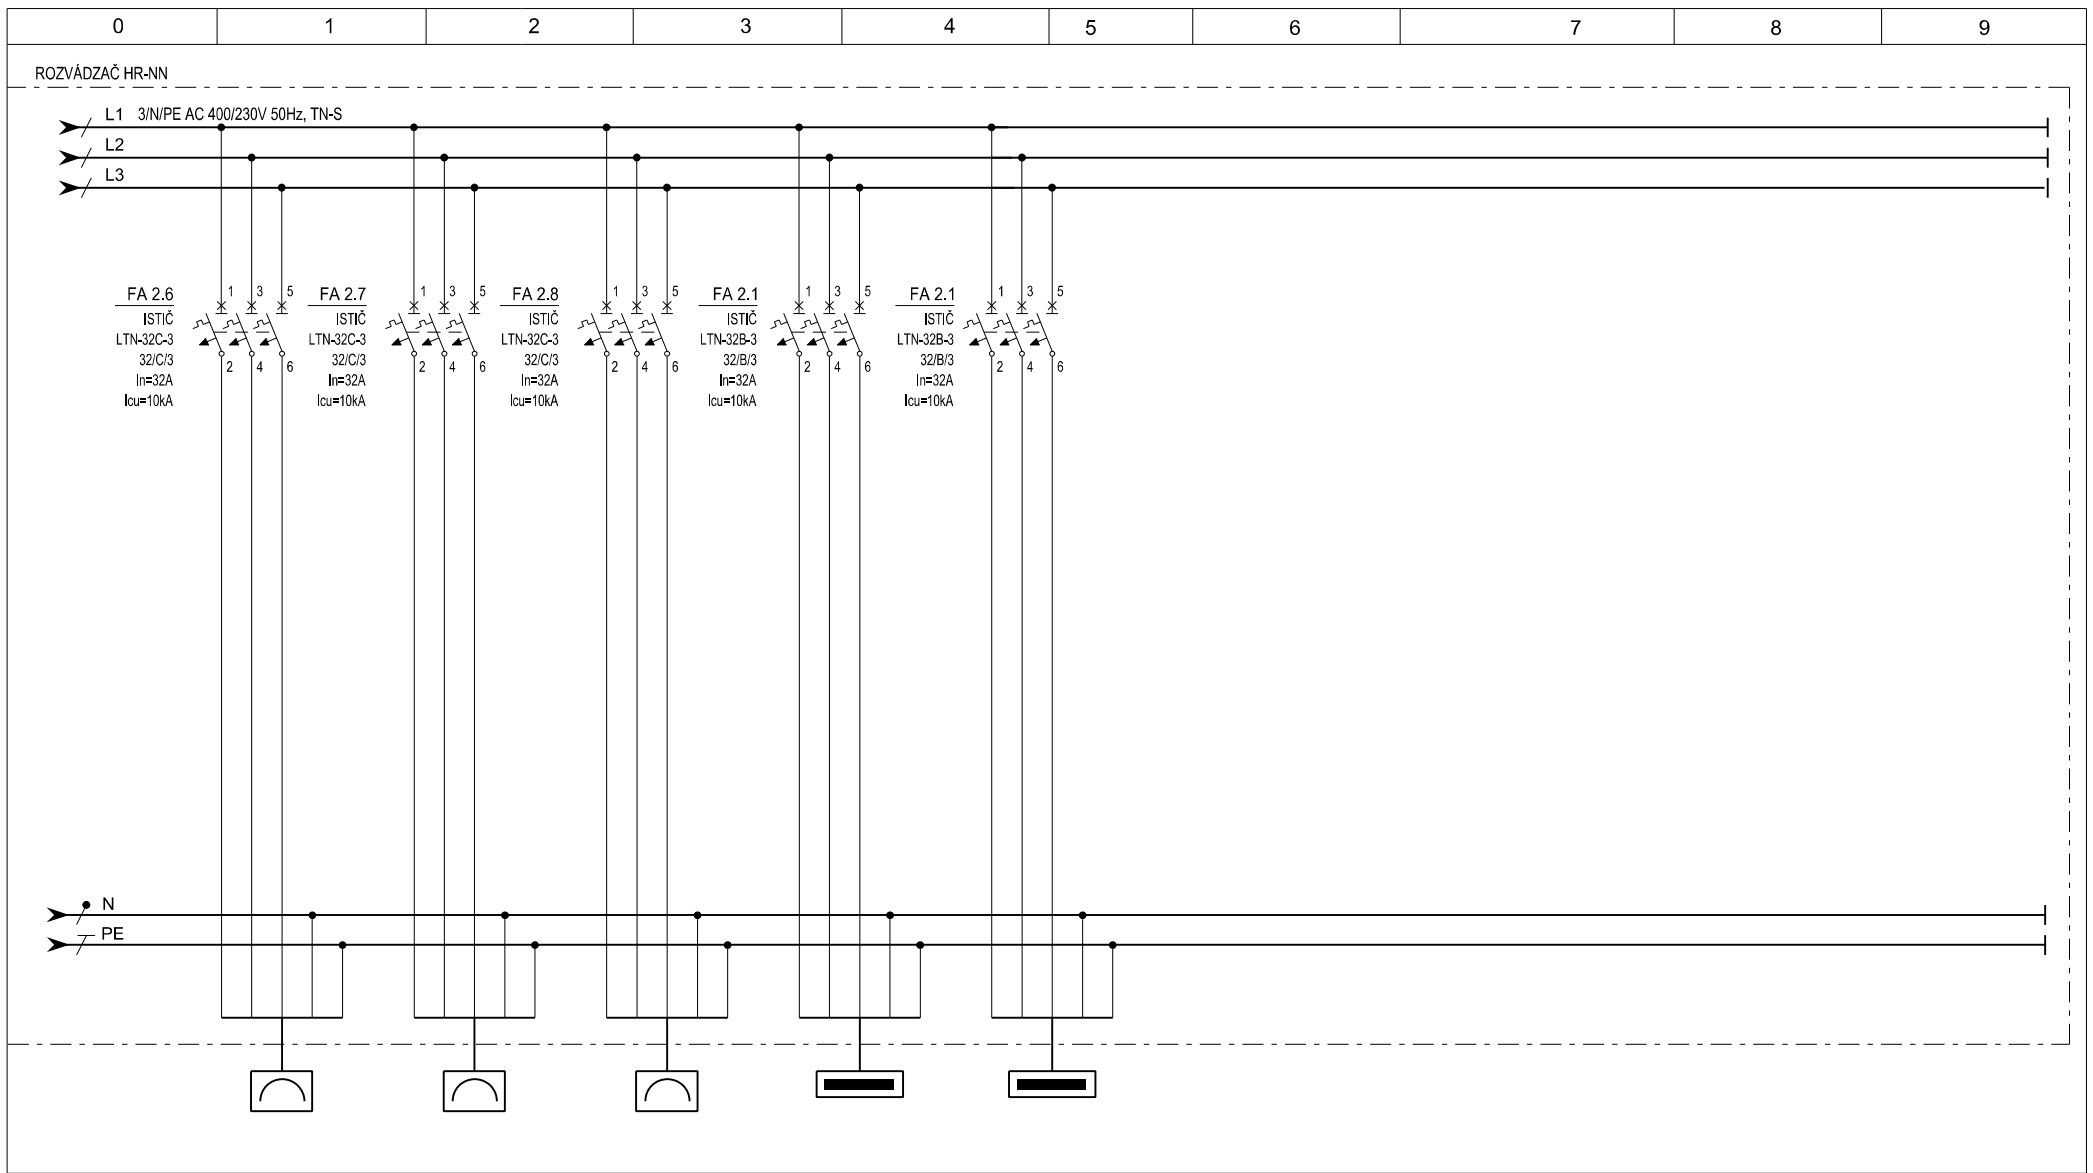 0 1 2 3 4 5 6 7 8 9
ROZVÁDZAČ HR-NN
L1 3/N/PE AC 400/230V 50Hz, TN-S
L2
L3
FA 2.6
ISTIČ
LTN-32C-3
32/C/3
In=32A
Icu=10kA
1 3 5
2 4 6
FA 2.7
ISTIČ
LTN-32C-3
32/C/3
In=32A
Icu=10kA
1 3 5
2 4 6
FA 2.8
ISTIČ
LTN-32C-3
32/C/3
In=32A
Icu=10kA
1 3 5
2 4 6
FA 2.1
ISTIČ
LTN-32B-3
32/B/3
In=32A
Icu=10kA
1 3 5
2 4 6
FA 2.1
ISTIČ
LTN-32B-3
32/B/3
In=32A
Icu=10kA
1 3 5
2 4 6
N
PE